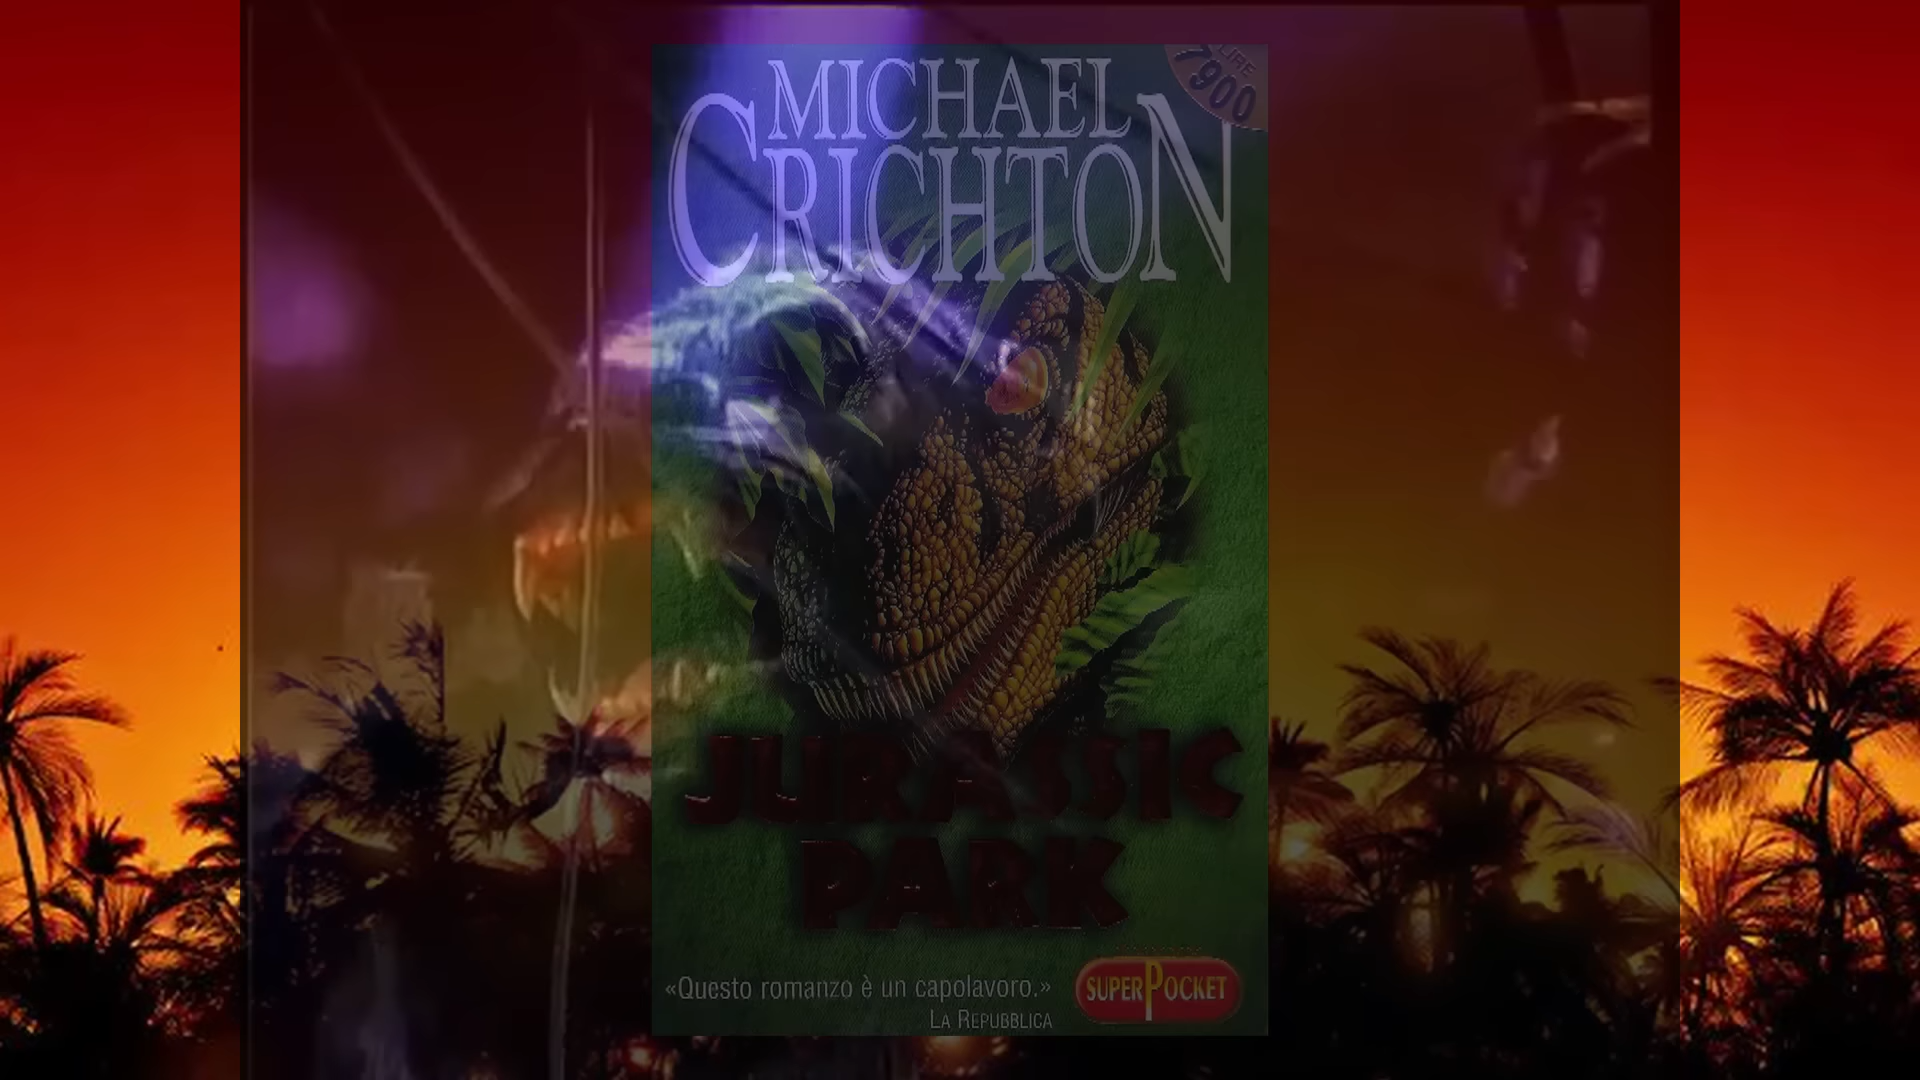 MICHAEL
CRICHTON
LIRE
7900
JURASSIC
PARK
«Questo romanzo è un capolavoro.»
LA REPUBBLICA
SUPERPOCKET